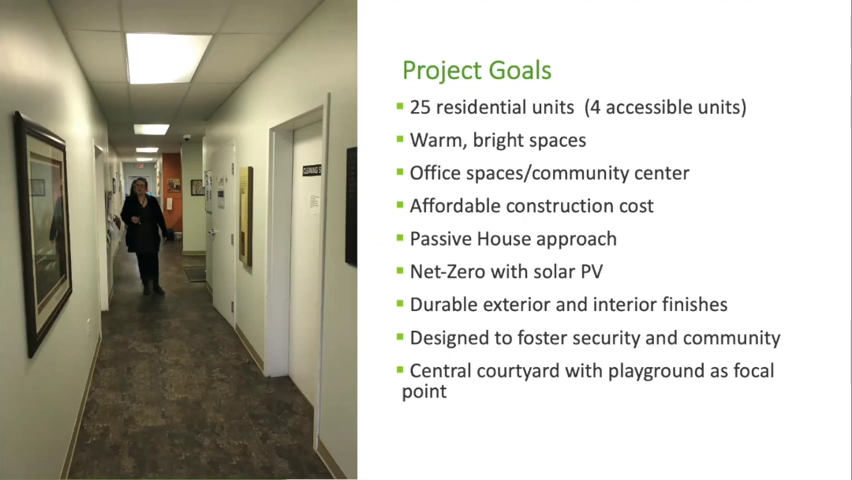 Project Goals
▪ 25 residential units (4 accessible units)
▪ Warm, bright spaces
▪ Office spaces/community center
▪ Affordable construction cost
▪ Passive House approach
▪ Net-Zero with solar PV
▪ Durable exterior and interior finishes
▪ Designed to foster security and community
▪ Central courtyard with playground as focal
point